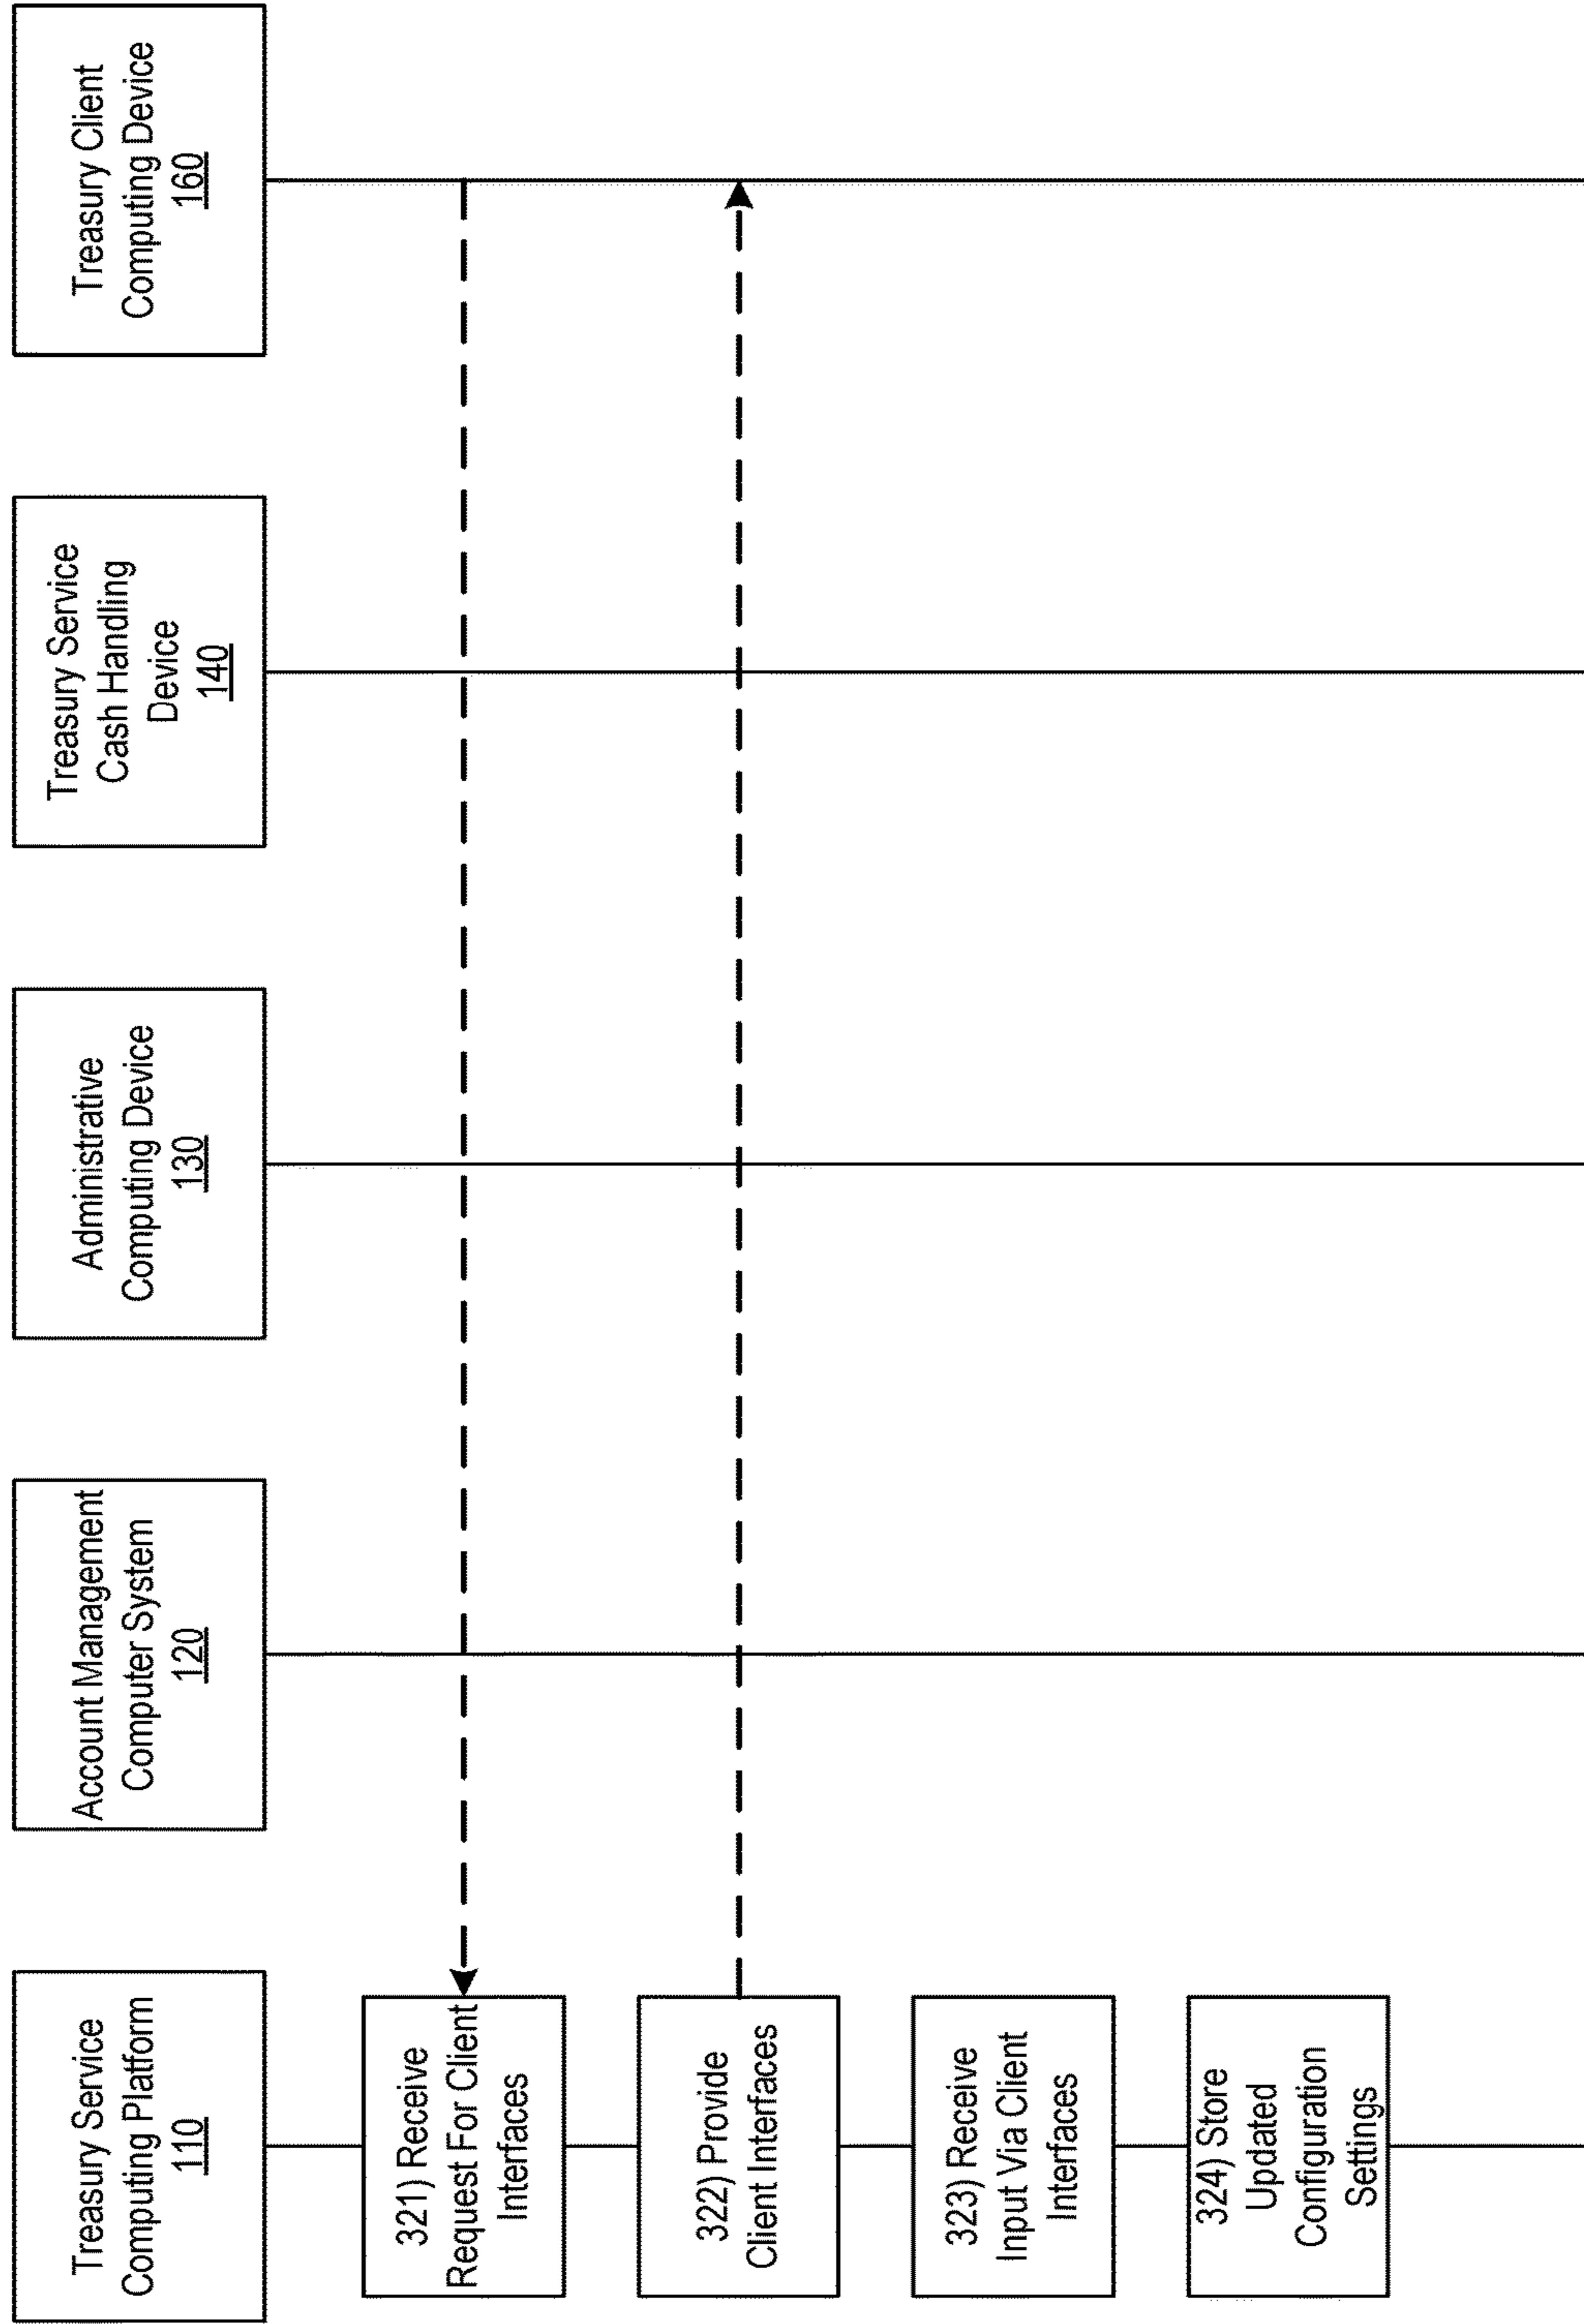 Treasury Service
Computing Platform
110
Account Management
Computer System
120
Administrative
Computing Device
130
Treasury Service
Cash Handling
Device
140
Treasury Client
Computing Device
160
321) Receive
Request For Client
Interfaces
322) Provide
Client Interfaces
323) Receive
Input Via Client
Interfaces
324) Store
Updated
Configuration
Settings